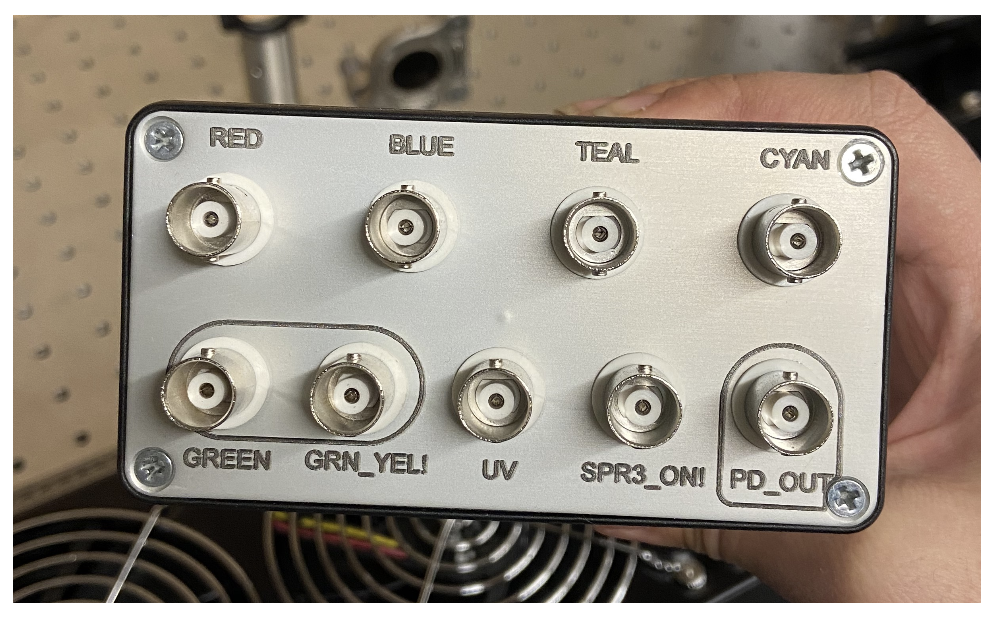 RED BLUE TEAL CYAN
GREEN GRN_YEL! UV SPR3_ON! PD_OUT